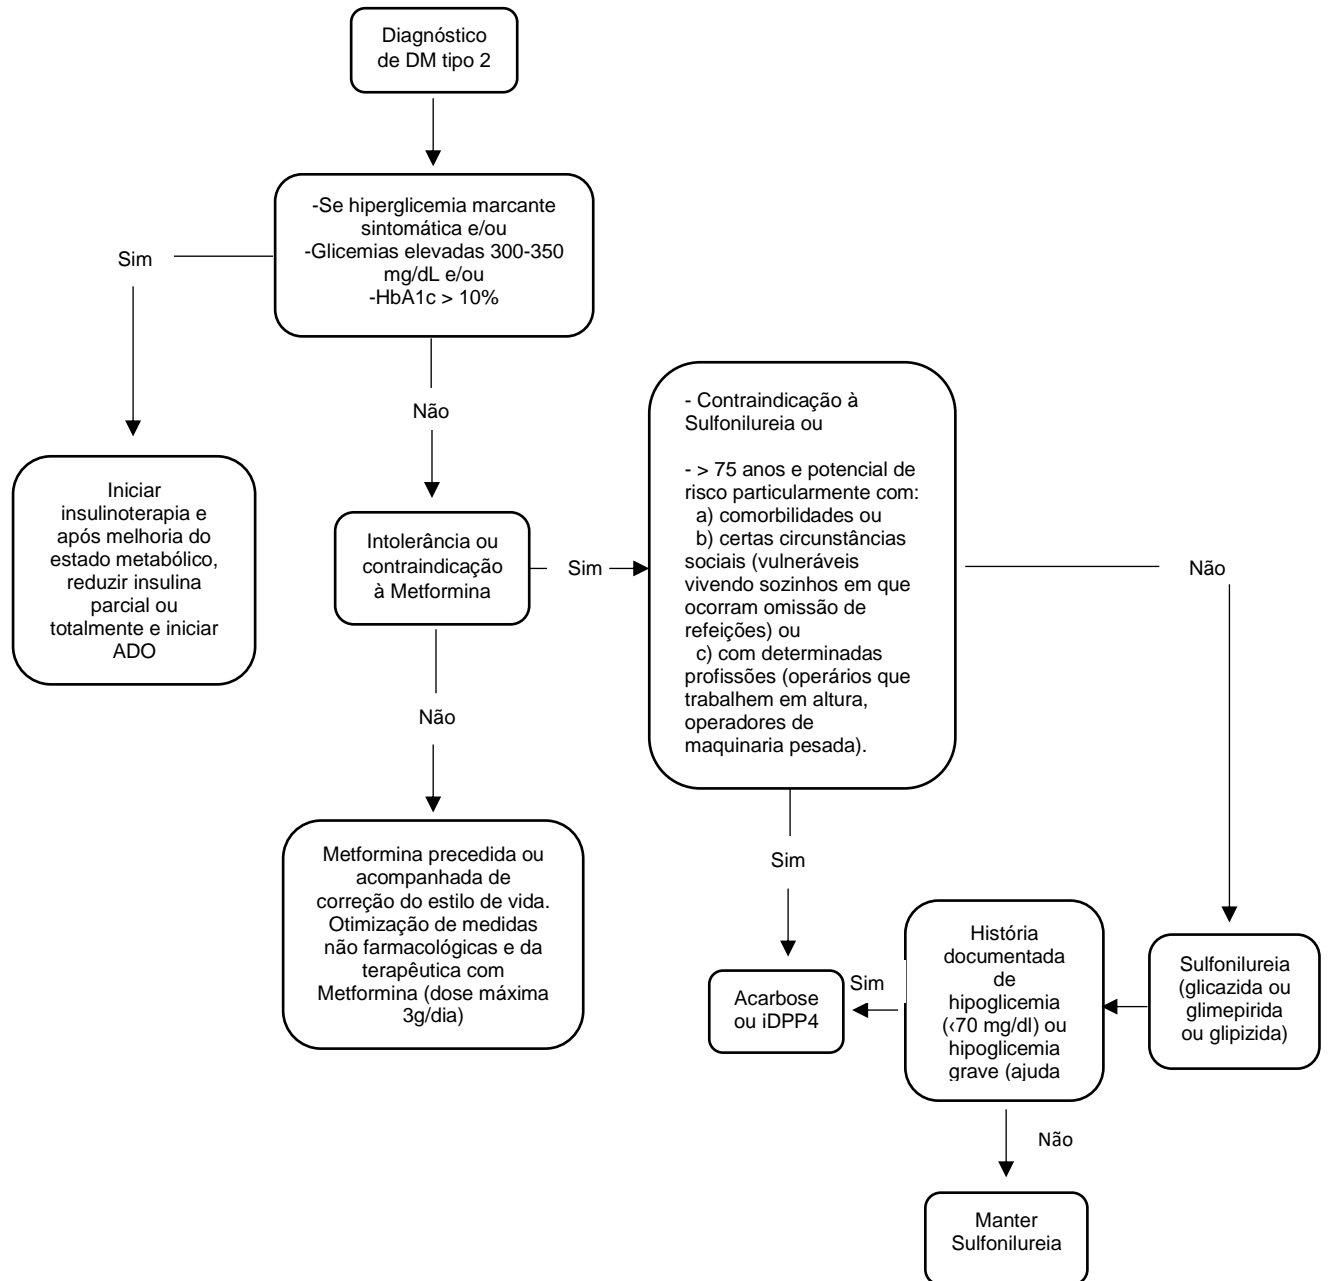 Diagnóstico
de DM tipo 2
-Se hiperglicemia marcante
sintomática e/ou
-Glicemias elevadas 300-350
mg/dL e/ou
-HbA1c > 10%
Sim
Não
Iniciar
insulinoterapia e
após melhoria do
estado metabólico,
reduzir insulina
parcial ou
totalmente e iniciar
ADO
Intolerância ou
contraindicação
à Metformina
Sim
- Contraindicação à
Sulfonilureia ou
- > 75 anos e potencial de
risco particularmente com:
a) comorbilidades ou
b) certas circunstâncias
sociais (vulneráveis
vivendo sozinhos em que
ocorram omissão de
refeições) ou
c) com determinadas
profissões (operários que
trabalhem em altura,
operadores de
maquinaria pesada).
Não
Não
Metformina precedida ou
acompanhada de
correção do estilo de vida.
Otimização de medidas
não farmacológicas e da
terapêutica com
Metformina (dose máxima
3g/dia)
Sim
Acarbose
ou iDPP4
Sim
História
documentada
de
hipoglicemia
(‹70 mg/dl) ou
hipoglicemia
grave (ajuda
Sulfonilureia
(glicazida ou
glimepirida
ou glipizida)
Não
Manter
Sulfonilureia